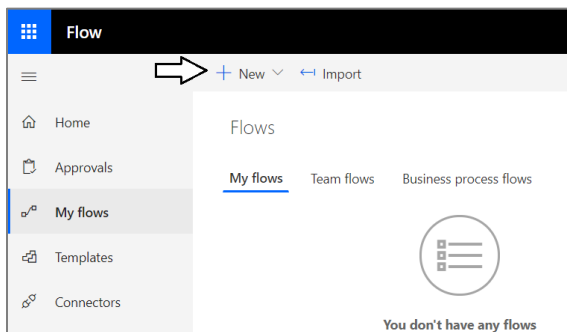 Flow
New
Import
Home
Approvals
My flows
Templates
Connectors
Flows
My flows Team flows Business process flows
You don't have any flows